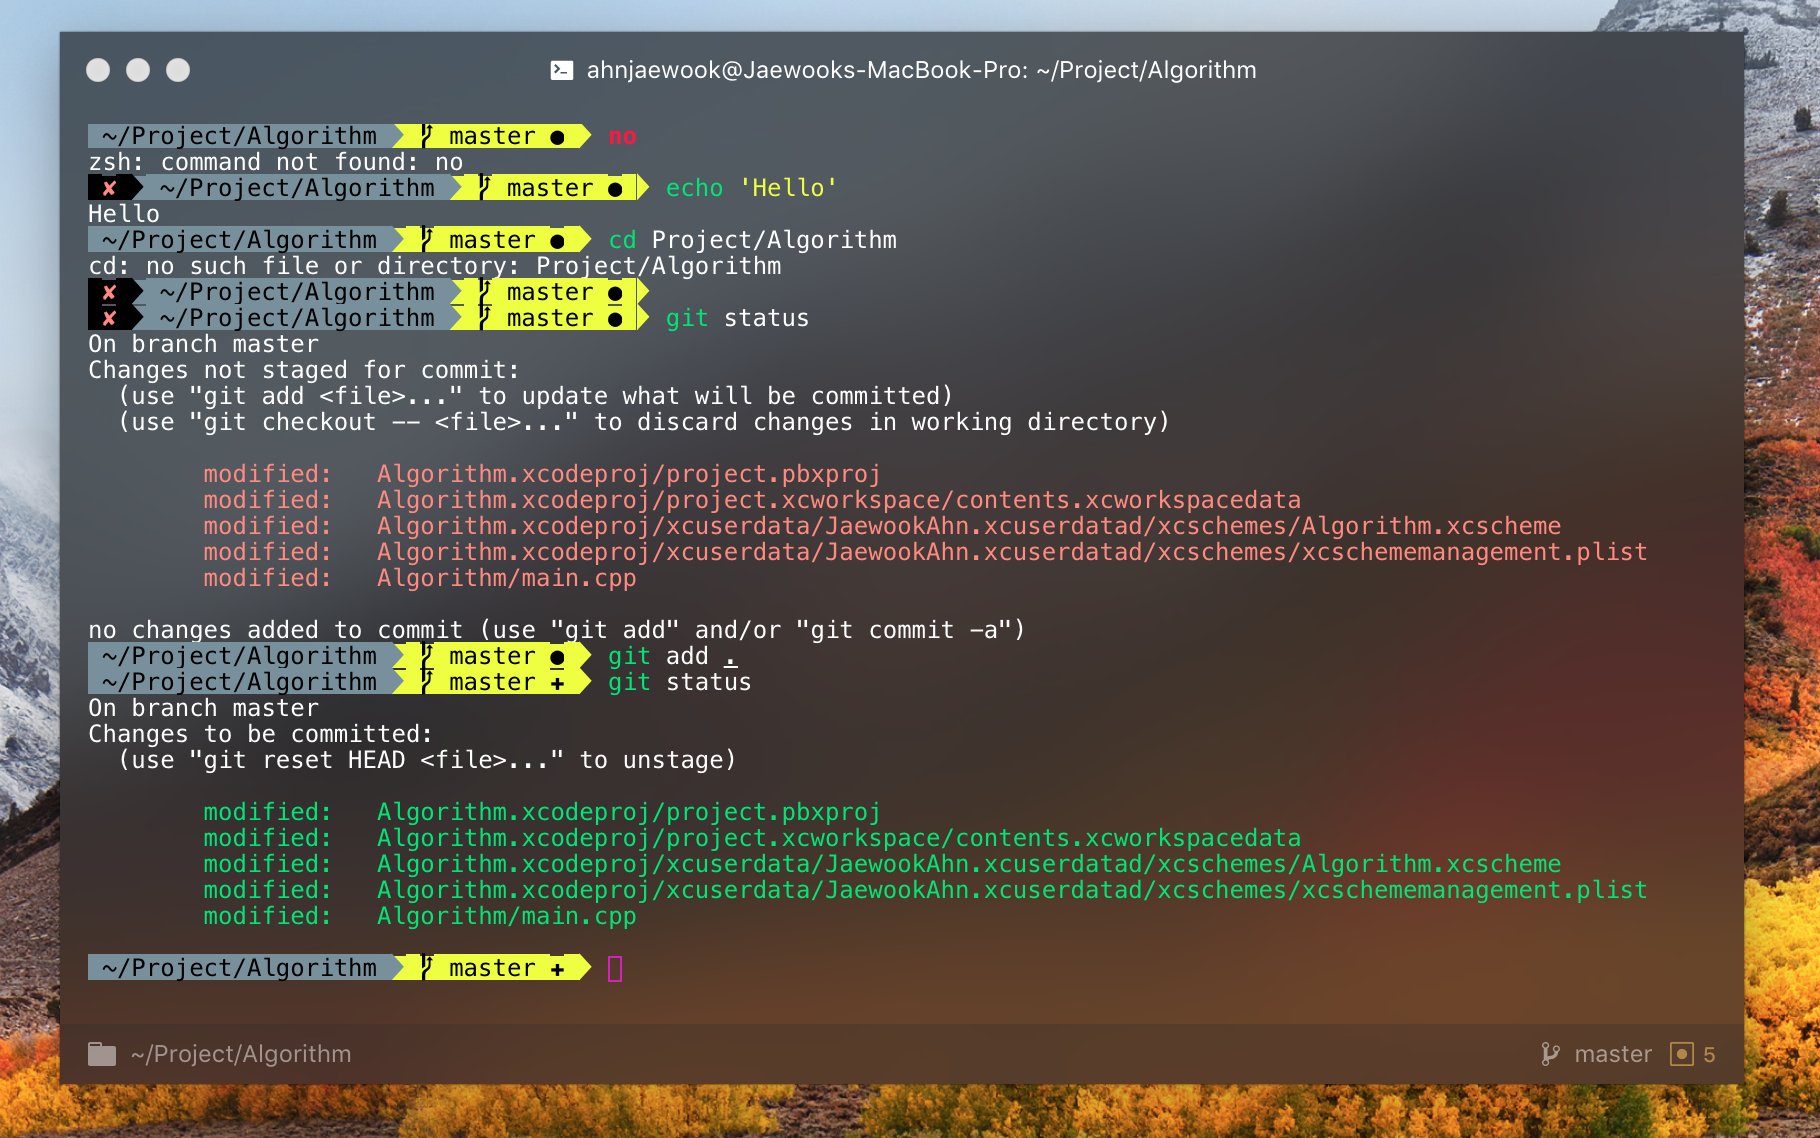 ahnjaewook@Jaewooks-MacBook-Pro: ~/Project/Algorithm
~/Project/Algorithm master ● no
zsh: command not found: no
✘ ~/Project/Algorithm master ● echo 'Hello'
Hello
~/Project/Algorithm master ● cd Project/Algorithm
cd: no such file or directory: Project/Algorithm
✘ ~/Project/Algorithm master ●
✘ ~/Project/Algorithm master ● git status
On branch master
Changes not staged for commit:
  (use "git add <file>..." to update what will be committed)
  (use "git checkout -- <file>..." to discard changes in working directory)
        modified:   Algorithm.xcodeproj/project.pbxproj
        modified:   Algorithm.xcodeproj/project.xcworkspace/contents.xcworkspacedata
        modified:   Algorithm.xcodeproj/xcuserdata/JaewookAhn.xcuserdatad/xcschemes/Algorithm.xcscheme
        modified:   Algorithm.xcodeproj/xcuserdata/JaewookAhn.xcuserdatad/xcschemes/xcschememanagement.plist
        modified:   Algorithm/main.cpp
no changes added to commit (use "git add" and/or "git commit -a")
~/Project/Algorithm master ● git add .
~/Project/Algorithm master ✚ git status
On branch master
Changes to be committed:
  (use "git reset HEAD <file>..." to unstage)
        modified:   Algorithm.xcodeproj/project.pbxproj
        modified:   Algorithm.xcodeproj/project.xcworkspace/contents.xcworkspacedata
        modified:   Algorithm.xcodeproj/xcuserdata/JaewookAhn.xcuserdatad/xcschemes/Algorithm.xcscheme
        modified:   Algorithm.xcodeproj/xcuserdata/JaewookAhn.xcuserdatad/xcschemes/xcschememanagement.plist
        modified:   Algorithm/main.cpp
~/Project/Algorithm master ✚
~/Project/Algorithm master 5